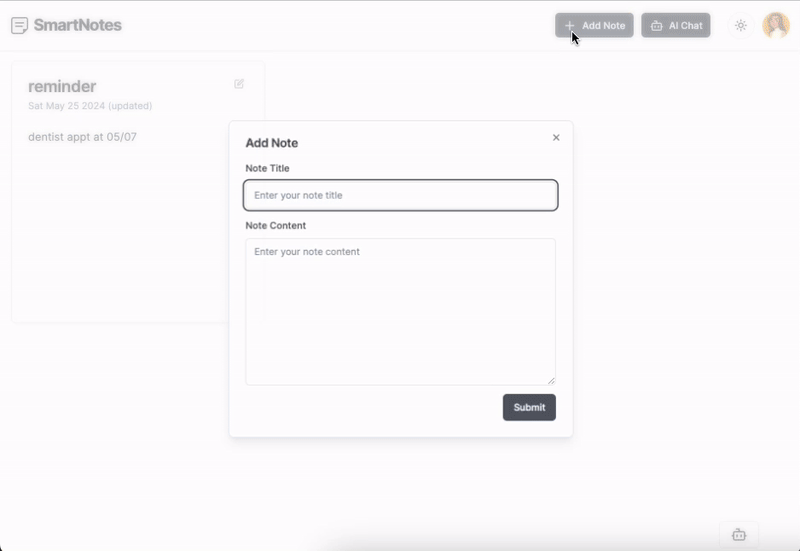 SmartNotes
Add Note
AI Chat
reminder
Sat May 25 2024 (updated)
dentist appt at 05/07
Add Note
Note Title
Enter your note title
Note Content
Enter your note content
Submit